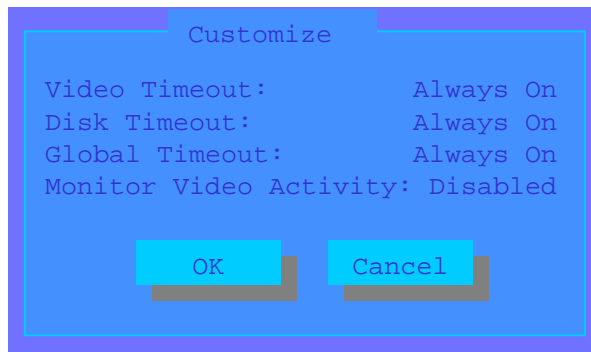 Customize
Video Timeout: Always On
Disk Timeout: Always On
Global Timeout: Always On
Monitor Video Activity: Disabled
OK Cancel